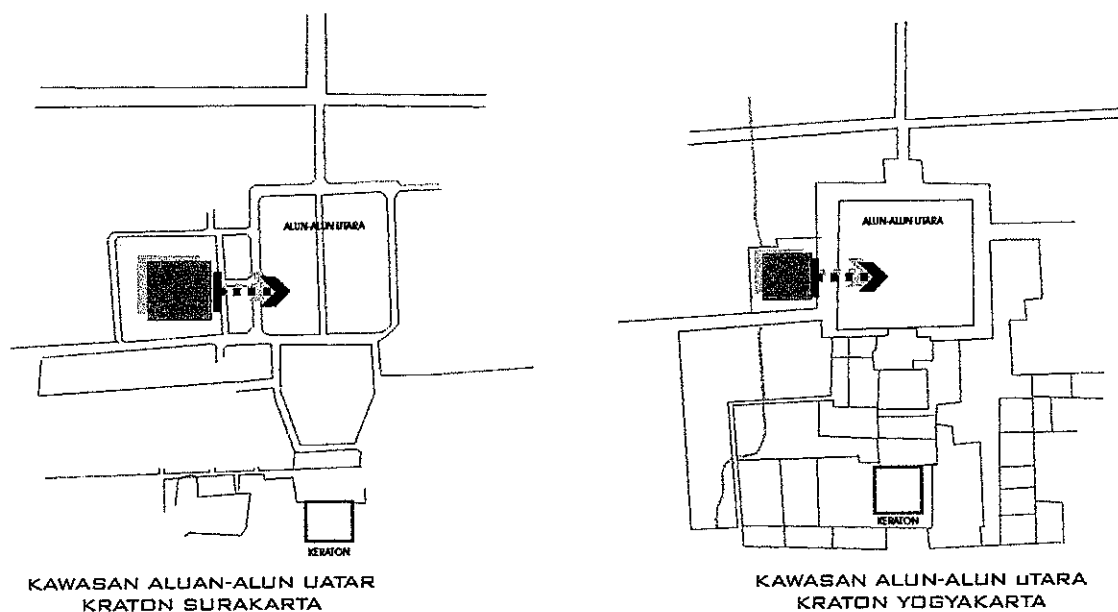 ALUN-ALUN UTARA
KERATON
KAWASAN ALUAN-ALUN UATAR
KRATON SURAKARTA
ALUN-ALUN UTARA
KERATON
KAWASAN ALUN-ALUN UTARA
KRATON YOGYAKARTA